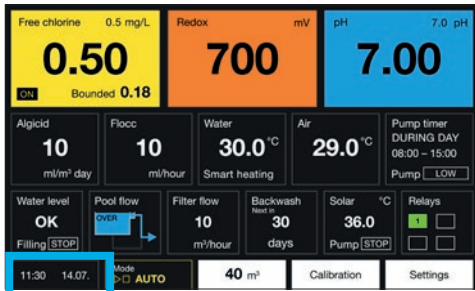 Free chlorine 0.5 mg/L
0.50
ON Bounded 0.18
Redox mV
700
pH 7.0 pH
7.00
Algicid
10
ml/m³ day
Flocc
10
ml/hour
Water
30.0 °C
Smart heating
Air
29.0 °C
Pump timer
DURING DAY
08:00 – 15:00
Pump LOW
Water level
OK
Filling STOP
Pool flow
OVER
Filter flow
10
m³/hour
Backwash
Next in
30
days
Solar °C
36.0
Pump STOP
Relays
1
11:30 14.07.
Mode
AUTO
40 m³
Calibration
Settings